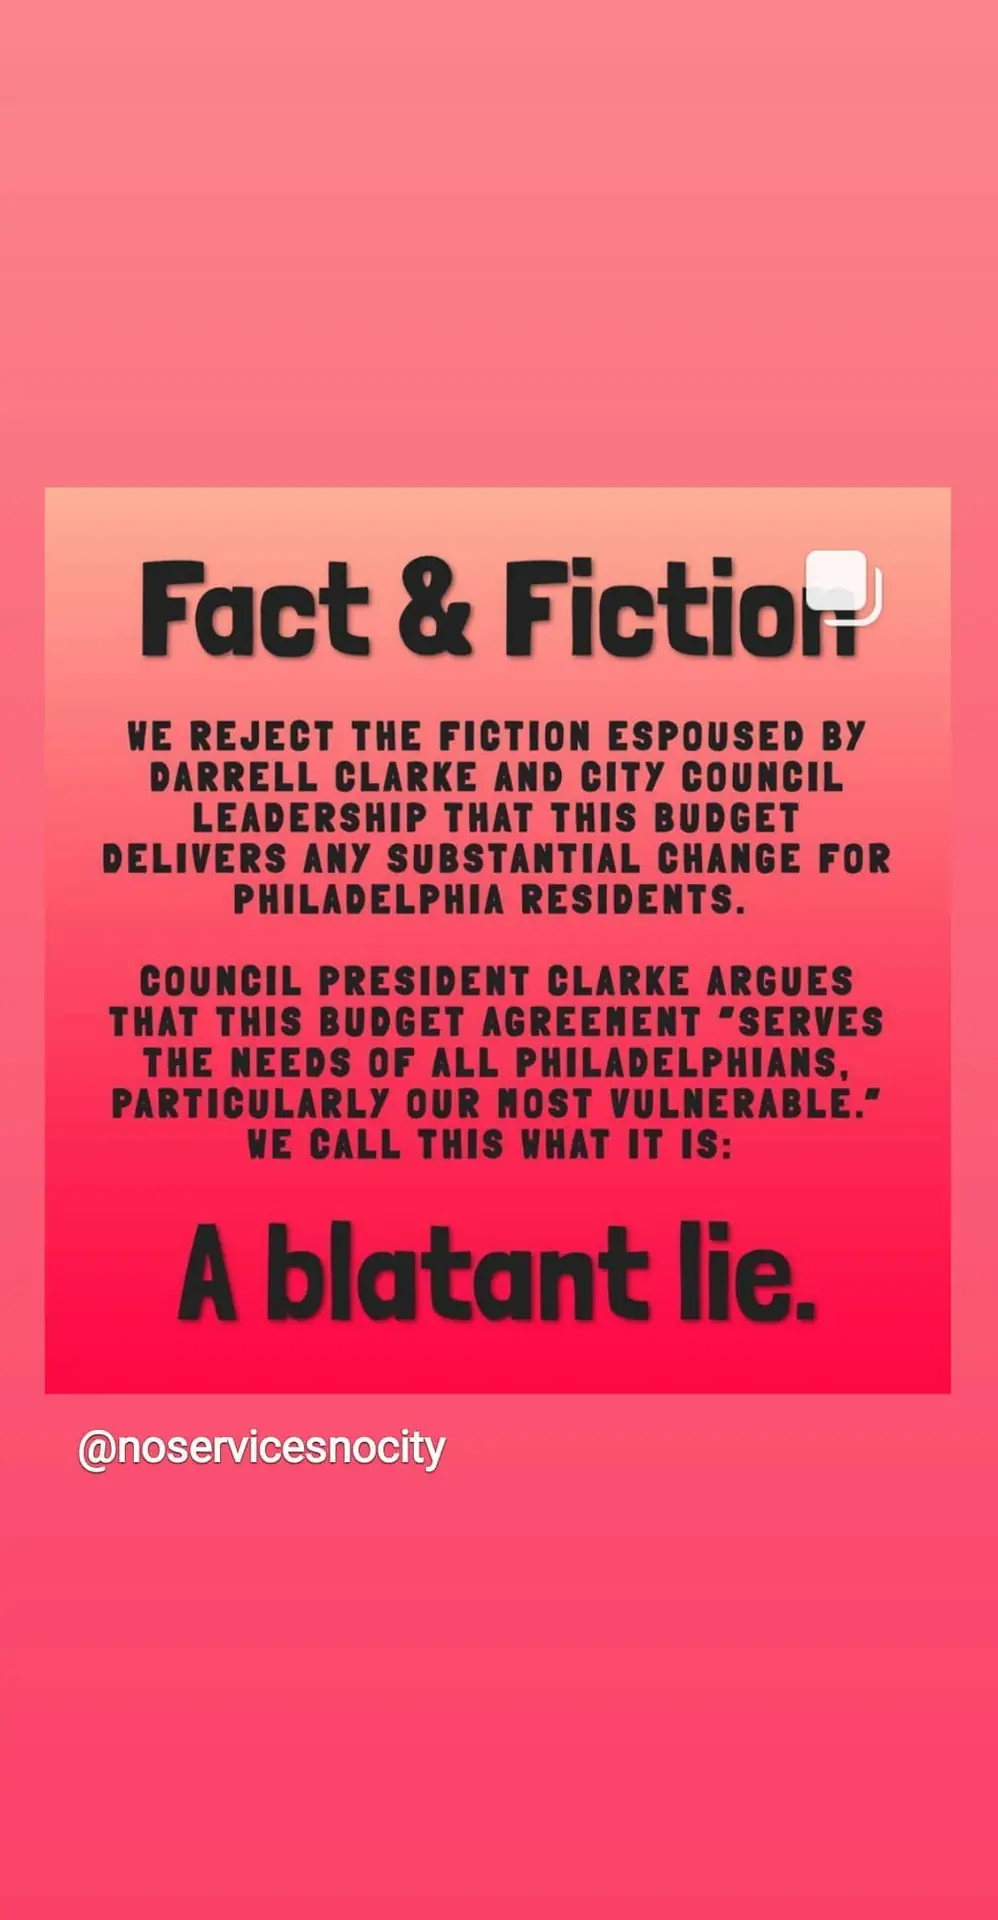 Fact & Fiction
WE REJECT THE FICTION ESPOUSED BY
DARRELL CLARKE AND CITY COUNCIL
LEADERSHIP THAT THIS BUDGET
DELIVERS ANY SUBSTANTIAL CHANGE FOR
PHILADELPHIA RESIDENTS.
COUNCIL PRESIDENT CLARKE ARGUES
THAT THIS BUDGET AGREEMENT "SERVES
THE NEEDS OF ALL PHILADELPHIANS,
PARTICULARLY OUR MOST VULNERABLE."
WE CALL THIS WHAT IT IS:
A blatant lie.
@noservicesnocity